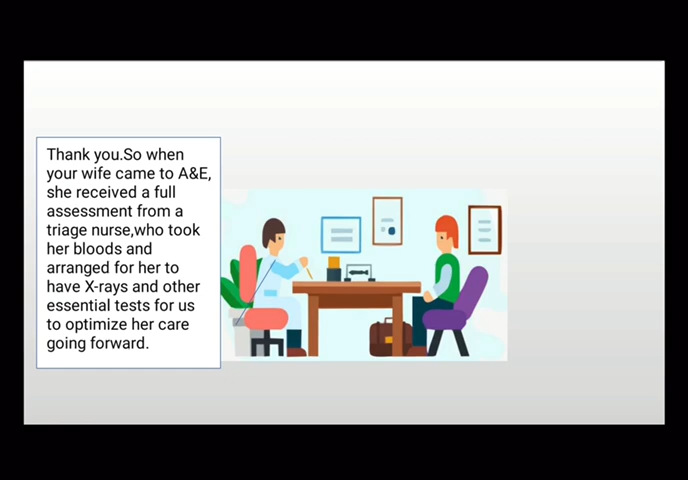 Thank you.So when
your wife came to A&E,
she received a full
assessment from a
triage nurse,who took
her bloods and
arranged for her to
have X-rays and other
essential tests for us
to optimize her care
going forward.